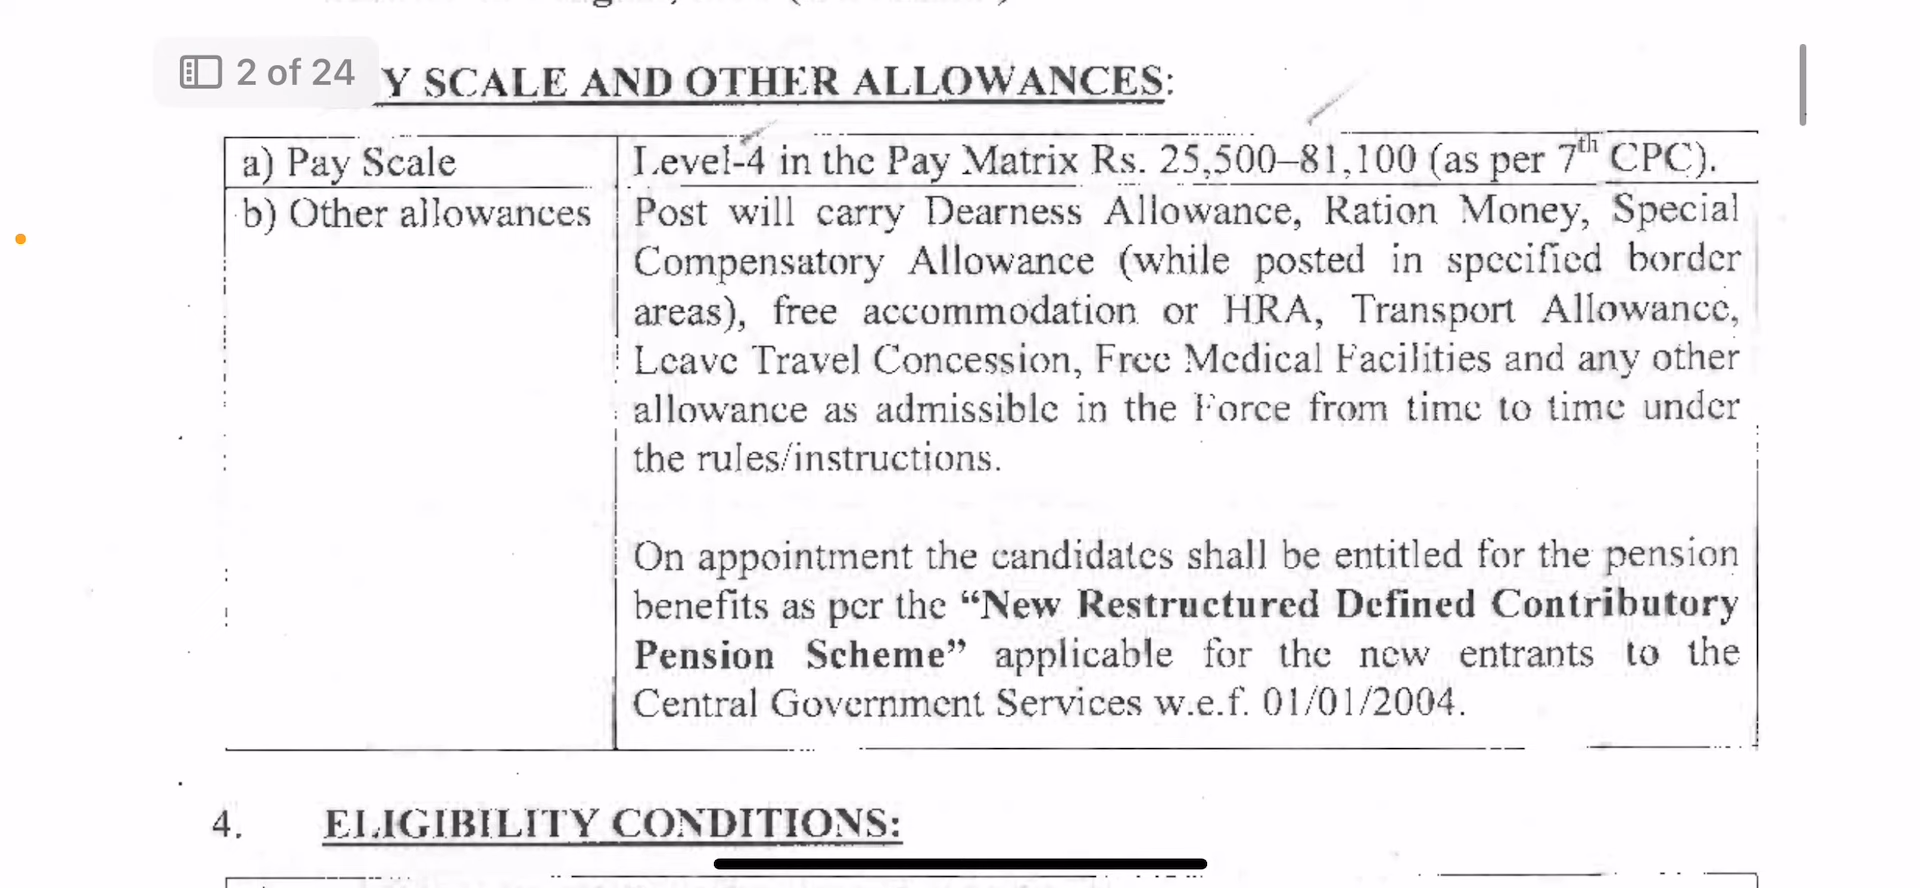 2 of 24
Y SCALE AND OTHER ALLOWANCES:
a) Pay Scale
Level-4 in the Pay Matrix Rs. 25,500–81,100 (as per 7th CPC).
b) Other allowances
Post will carry Dearness Allowance, Ration Money, Special
Compensatory Allowance (while posted in specified border
areas), free accommodation or HRA, Transport Allowance,
Leave Travel Concession, Free Medical Facilities and any other
allowance as admissible in the Force from time to time under
the rules/instructions.
On appointment the candidates shall be entitled for the pension
benefits as per the “New Restructured Defined Contributory
Pension Scheme” applicable for the new entrants to the
Central Government Services w.e.f. 01/01/2004.
4. ELIGIBILITY CONDITIONS: